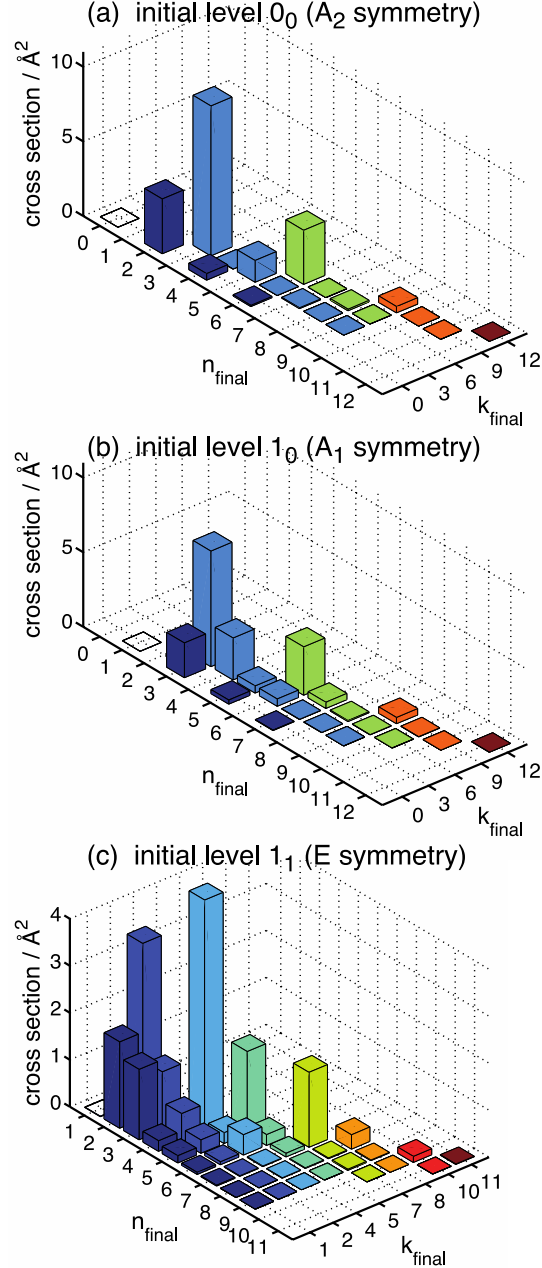 (a) initial level 0₀ (A₂ symmetry)
cross section / Å²
10
5
0
0 1 2 3 4 5 6 7 8 9 10 11 12
n_final
0 3 6 9 12
k_final
(b) initial level 1₀ (A₁ symmetry)
cross section / Å²
10
5
0
0 1 2 3 4 5 6 7 8 9 10 11 12
n_final
0 3 6 9 12
k_final
(c) initial level 1₁ (E symmetry)
cross section / Å²
4
3
2
1
0
1 2 3 4 5 6 7 8 9 10 11
n_final
1 2 4 5 7 8 10 11
k_final